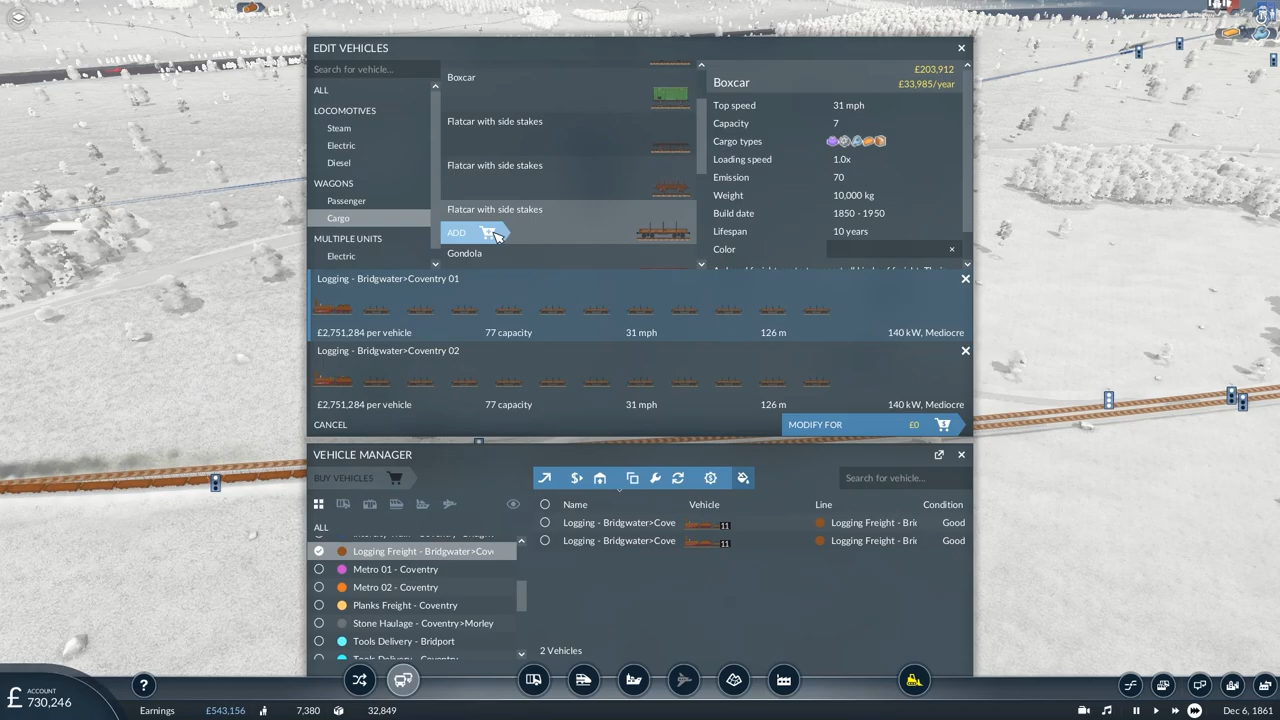 EDIT VEHICLES
Search for vehicle...
ALL
LOCOMOTIVES
Steam
Electric
Diesel
WAGONS
Passenger
Cargo
MULTIPLE UNITS
Electric
Boxcar
Flatcar with side stakes
Flatcar with side stakes
Flatcar with side stakes
ADD
Gondola
£203,912
Boxcar
£33,985/year
Top speed 31 mph
Capacity 7
Cargo types
Loading speed 1.0x
Emission 70
Weight 10,000 kg
Build date 1850 - 1950
Lifespan 10 years
Color
Logging - Bridgwater>Coventry 01
£2,751,284 per vehicle 77 capacity 31 mph 126 m 140 kW, Mediocre
Logging - Bridgwater>Coventry 02
£2,751,284 per vehicle 77 capacity 31 mph 126 m 140 kW, Mediocre
CANCEL
MODIFY FOR £0
VEHICLE MANAGER
BUY VEHICLES
Search for vehicle...
ALL
Logging Freight - Bridgwater>Cov
Metro 01 - Coventry
Metro 02 - Coventry
Planks Freight - Coventry
Stone Haulage - Coventry>Morley
Tools Delivery - Bridport
Name Vehicle Line Condition
Logging - Bridgwater>Cove 11 Logging Freight - Bri Good
Logging - Bridgwater>Cove 11 Logging Freight - Bri Good
2 Vehicles
£ ACCOUNT
730,246
?
Earnings £543,156 7,380 32,849
Dec 6, 1861